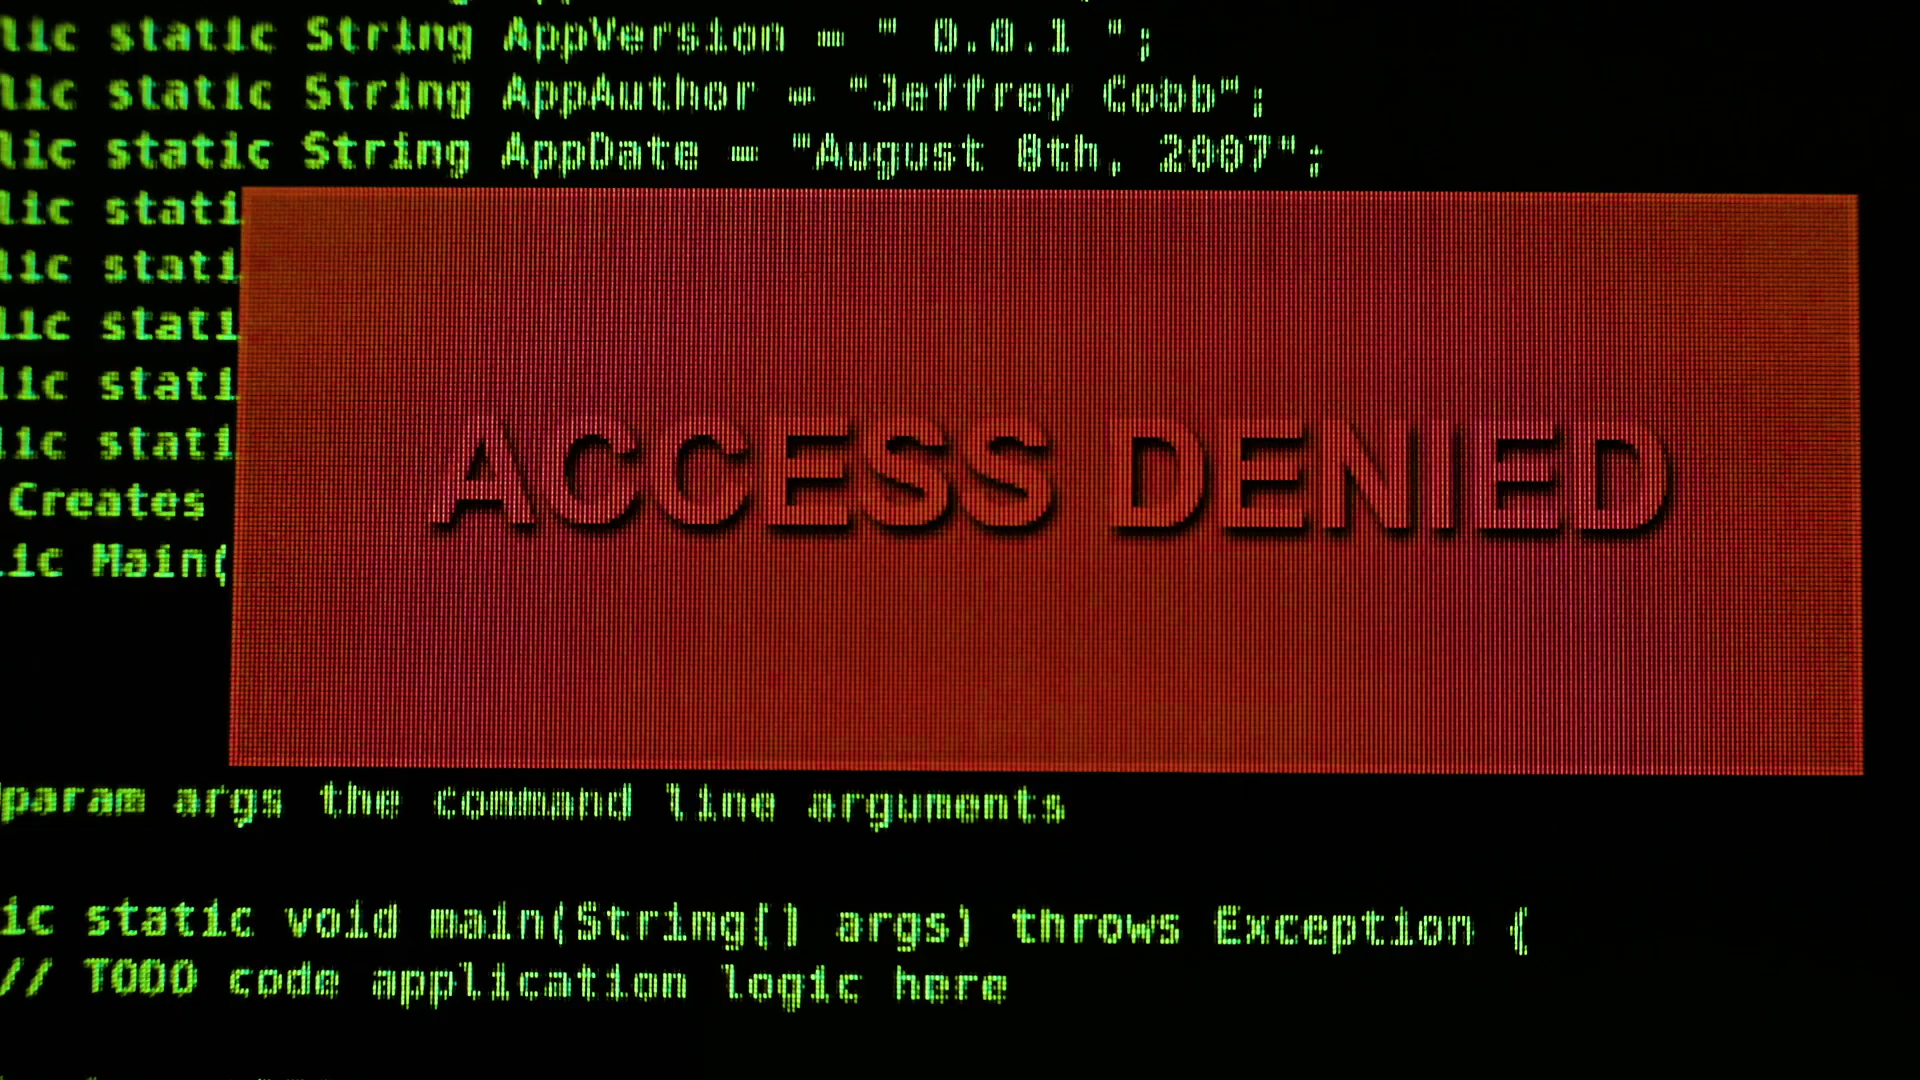 lic static String AppVersion = " 0.0.1 ";
lic static String AppAuthor = "Jeffrey Cobb";
lic static String AppDate = "August 8th, 2007";
lic stati
lic stati
lic stati
lic stati
lic stati
Creates
ic Main(
ACCESS DENIED
param args the command line arguments
ic static void main(String[] args) throws Exception {
// TODO code application logic here